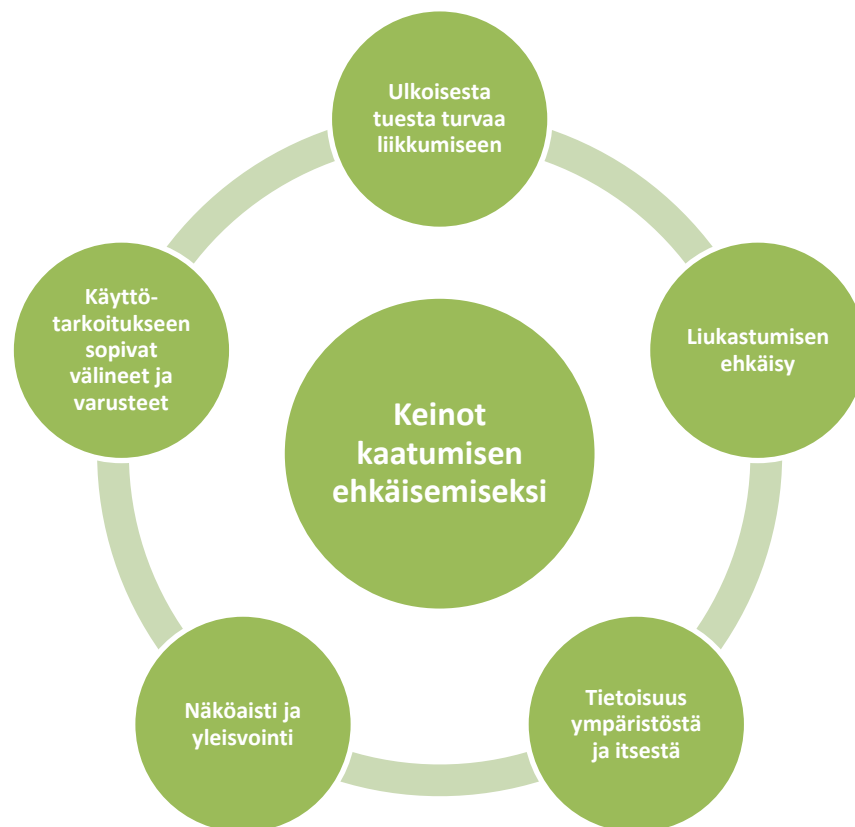 Ulkoisesta
tuesta turvaa
liikkumiseen
Liukastumisen
ehkäisy
Tietoisuus
ympäristöstä
ja itsestä
Näköaisti ja
yleisvointi
Käyttö-
tarkoitukseen
sopivat
välineet ja
varusteet
Keinot
kaatumisen
ehkäisemiseksi